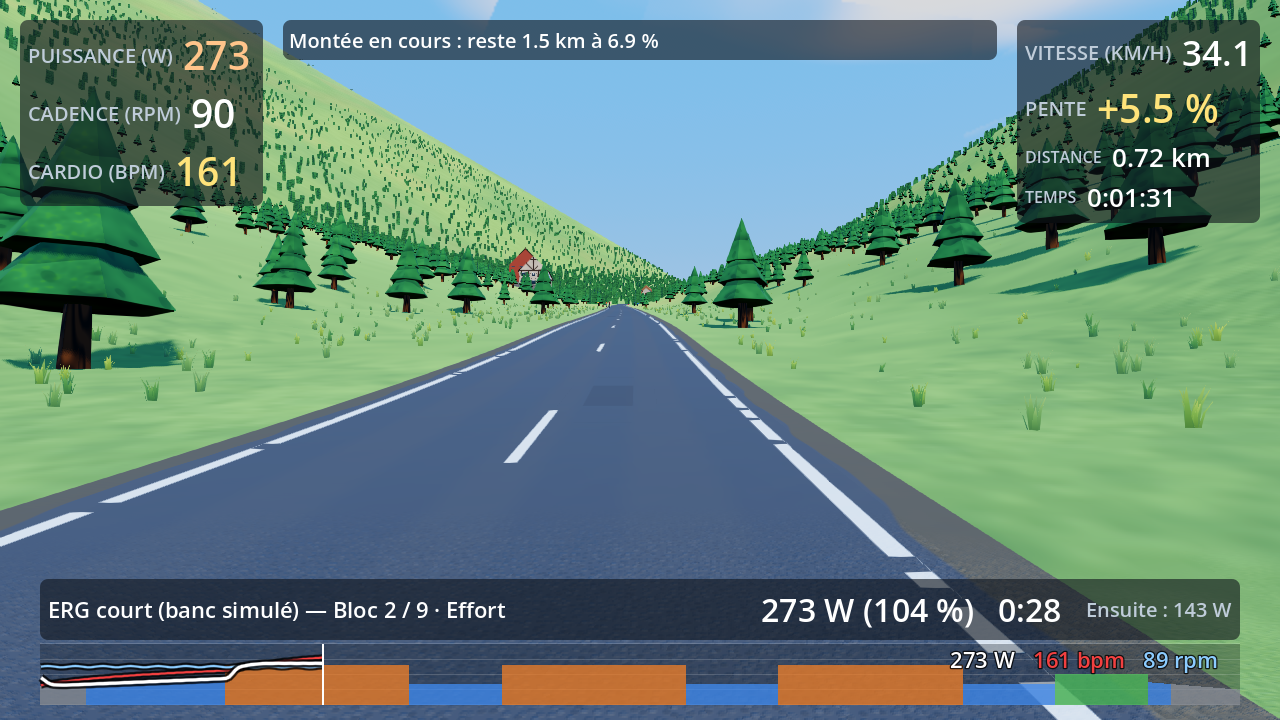 PUISSANCE (W) 273
CADENCE (RPM) 90
CARDIO (BPM) 161
Montée en cours : reste 1.5 km à 6.9 %
VITESSE (KM/H) 34.1
PENTE +5.5 %
DISTANCE 0.72 km
TEMPS 0:01:31
ERG court (banc simulé) — Bloc 2 / 9 · Effort 273 W (104 %) 0:28 Ensuite : 143 W
273 W 161 bpm 89 rpm